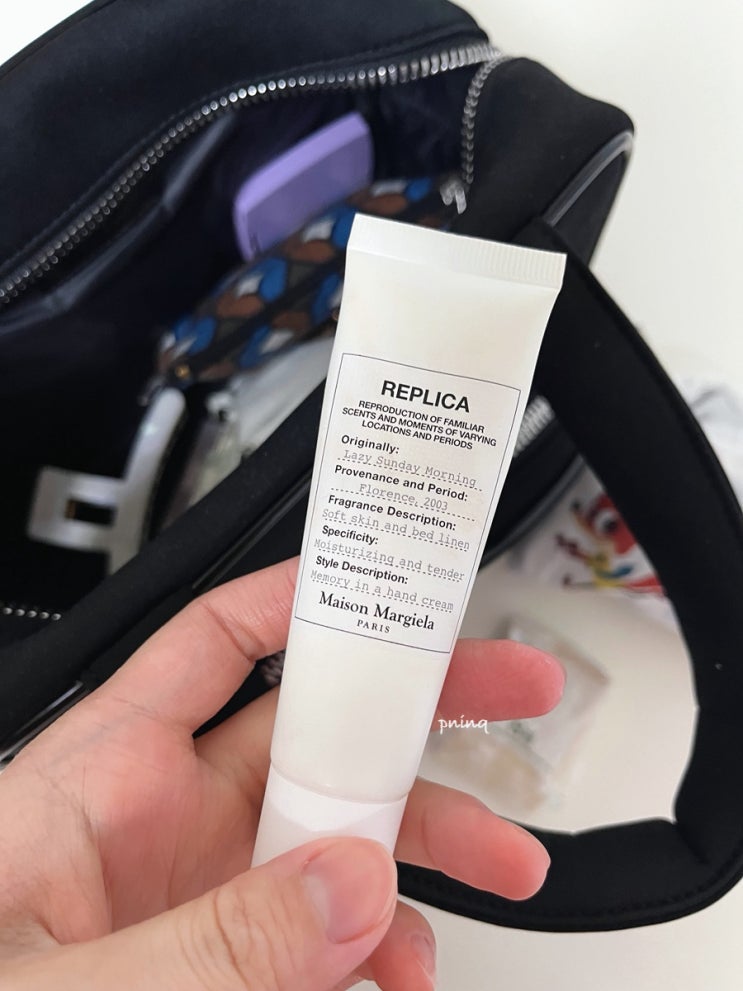 REPLICA
REPRODUCTION OF FAMILIAR
SCENTS AND MOMENTS OF VARYING
LOCATIONS AND PERIODS
Originally:
Lazy Sunday Morning
Provenance and Period:
Florence, 2003
Fragrance Description:
Soft skin and bed linen
Specificity:
Moisturizing and tender
Style Description:
Memory in a hand cream
Maison Margiela
PARIS
pninq